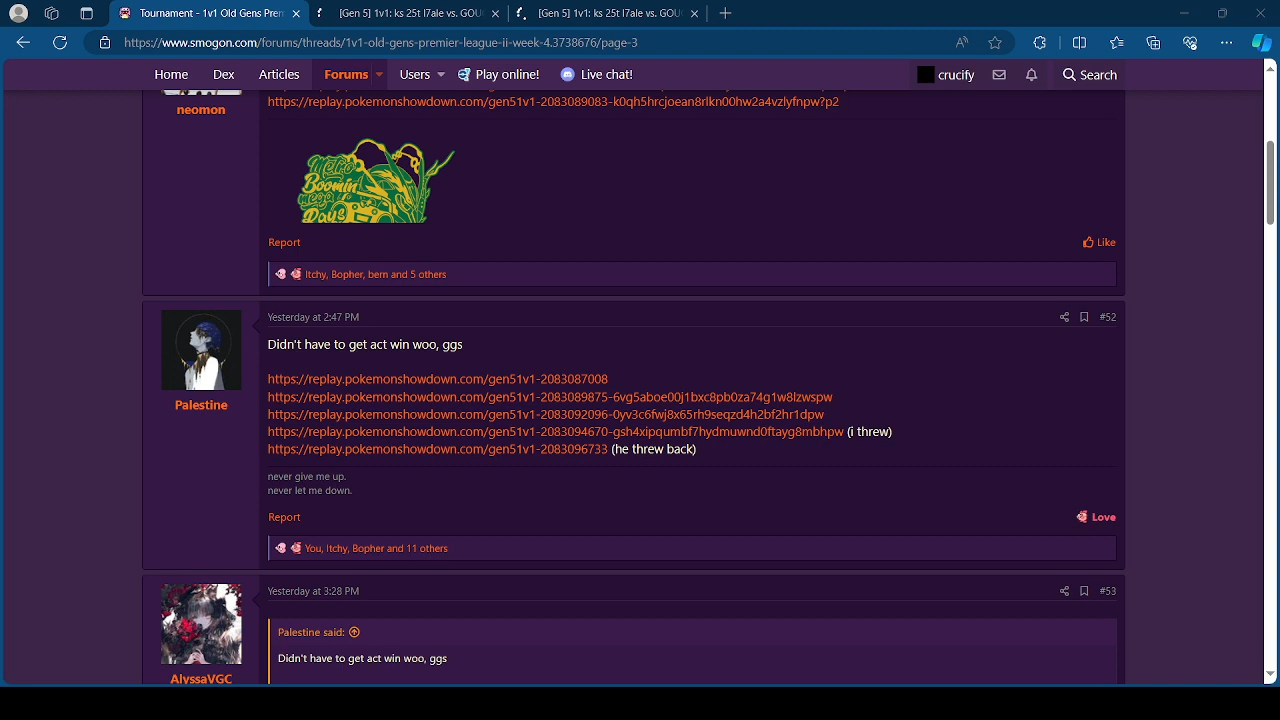 Tournament - 1v1 Old Gens Prem
[Gen 5] 1v1: ks 25t l7ale vs. GOUG
[Gen 5] 1v1: ks 25t l7ale vs. GOUG
https://www.smogon.com/forums/threads/1v1-old-gens-premier-league-ii-week-4.3738676/page-3
Home Dex Articles Forums Users Play online! Live chat! crucify Search
neomon
https://replay.pokemonshowdown.com/gen51v1-2083089083-k0qh5hrcjoean8rlkn00hw2a4vzlyfnpw?p2
Metro
Boomin
mega
Days
Report Like
Itchy, Bopher, bern and 5 others
Yesterday at 2:47 PM #52
Palestine
Didn't have to get act win woo, ggs
https://replay.pokemonshowdown.com/gen51v1-2083087008
https://replay.pokemonshowdown.com/gen51v1-2083089875-6vg5aboe00j1bxc8pb0za74g1w8lzwspw
https://replay.pokemonshowdown.com/gen51v1-2083092096-0yv3c6fwj8x65rh9seqzd4h2bf2hr1dpw
https://replay.pokemonshowdown.com/gen51v1-2083094670-gsh4xipqumbf7hydmuwnd0ftayg8mbhpw (i threw)
https://replay.pokemonshowdown.com/gen51v1-2083096733 (he threw back)
never give me up.
never let me down.
Report Love
You, Itchy, Bopher and 11 others
Yesterday at 3:28 PM #53
AlyssaVGC
Palestine said:
Didn't have to get act win woo, ggs